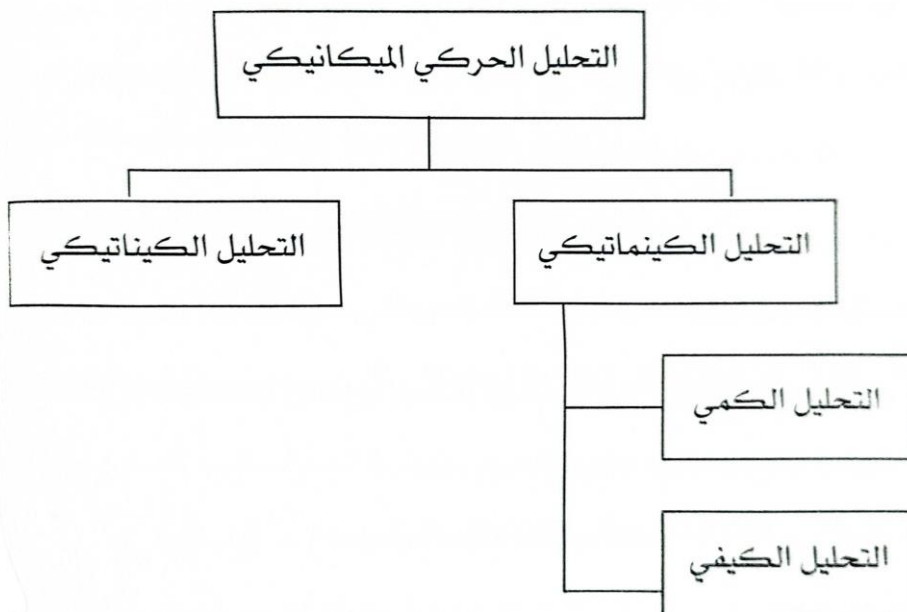 التحليل الحركي الميكانيكي
التحليل الكينماتيكي
التحليل الكيناتيكي
التحليل الكمي
التحليل الكيفي